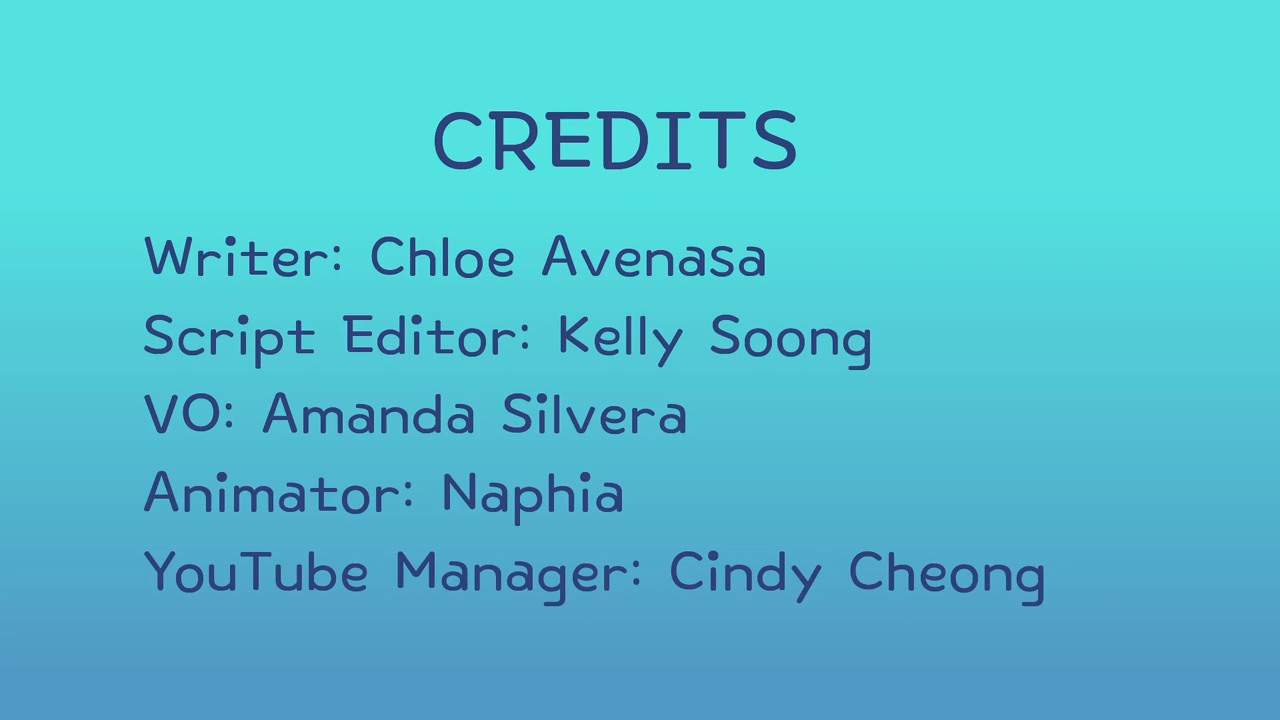 CREDITS
Writer: Chloe Avenasa
Script Editor: Kelly Soong
VO: Amanda Silvera
Animator: Naphia
YouTube Manager: Cindy Cheong